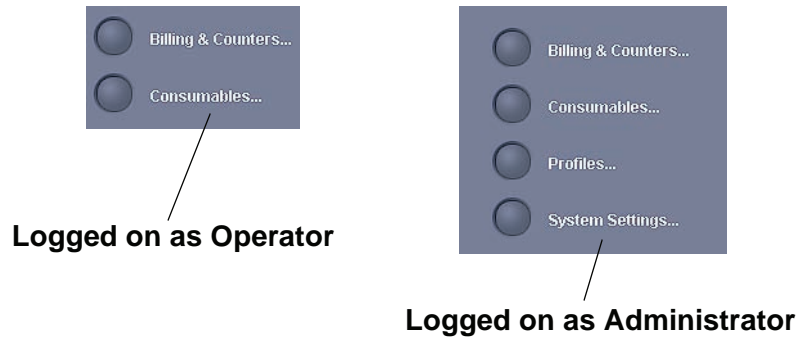 Billing & Counters...
Consumables...
Logged on as Operator
Billing & Counters...
Consumables...
Profiles...
System Settings...
Logged on as Administrator